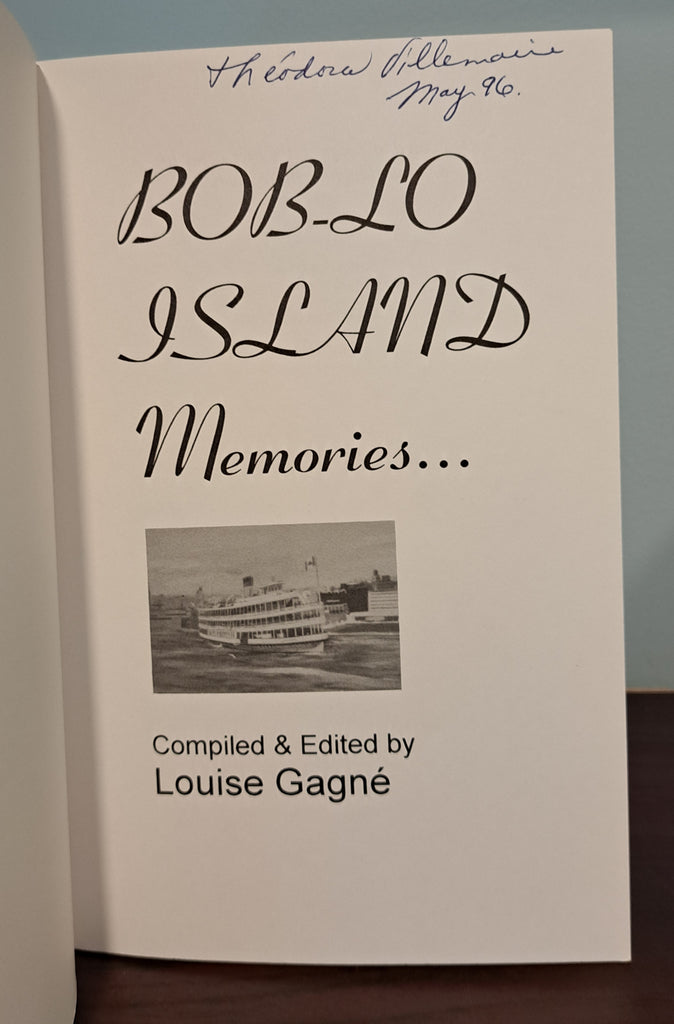 Théodora Villemaire
May 96.
BOB-LO
ISLAND
Memories...
Compiled & Edited by
Louise Gagné